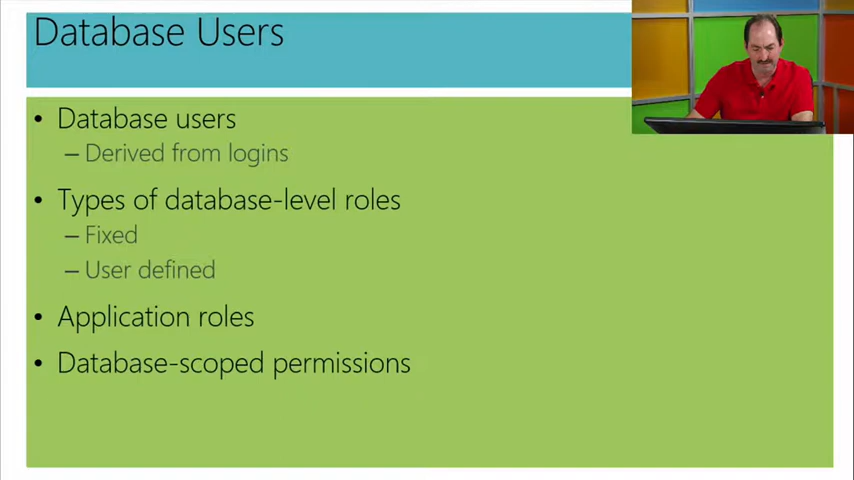 Database Users
• Database users
– Derived from logins
• Types of database-level roles
– Fixed
– User defined
• Application roles
• Database-scoped permissions